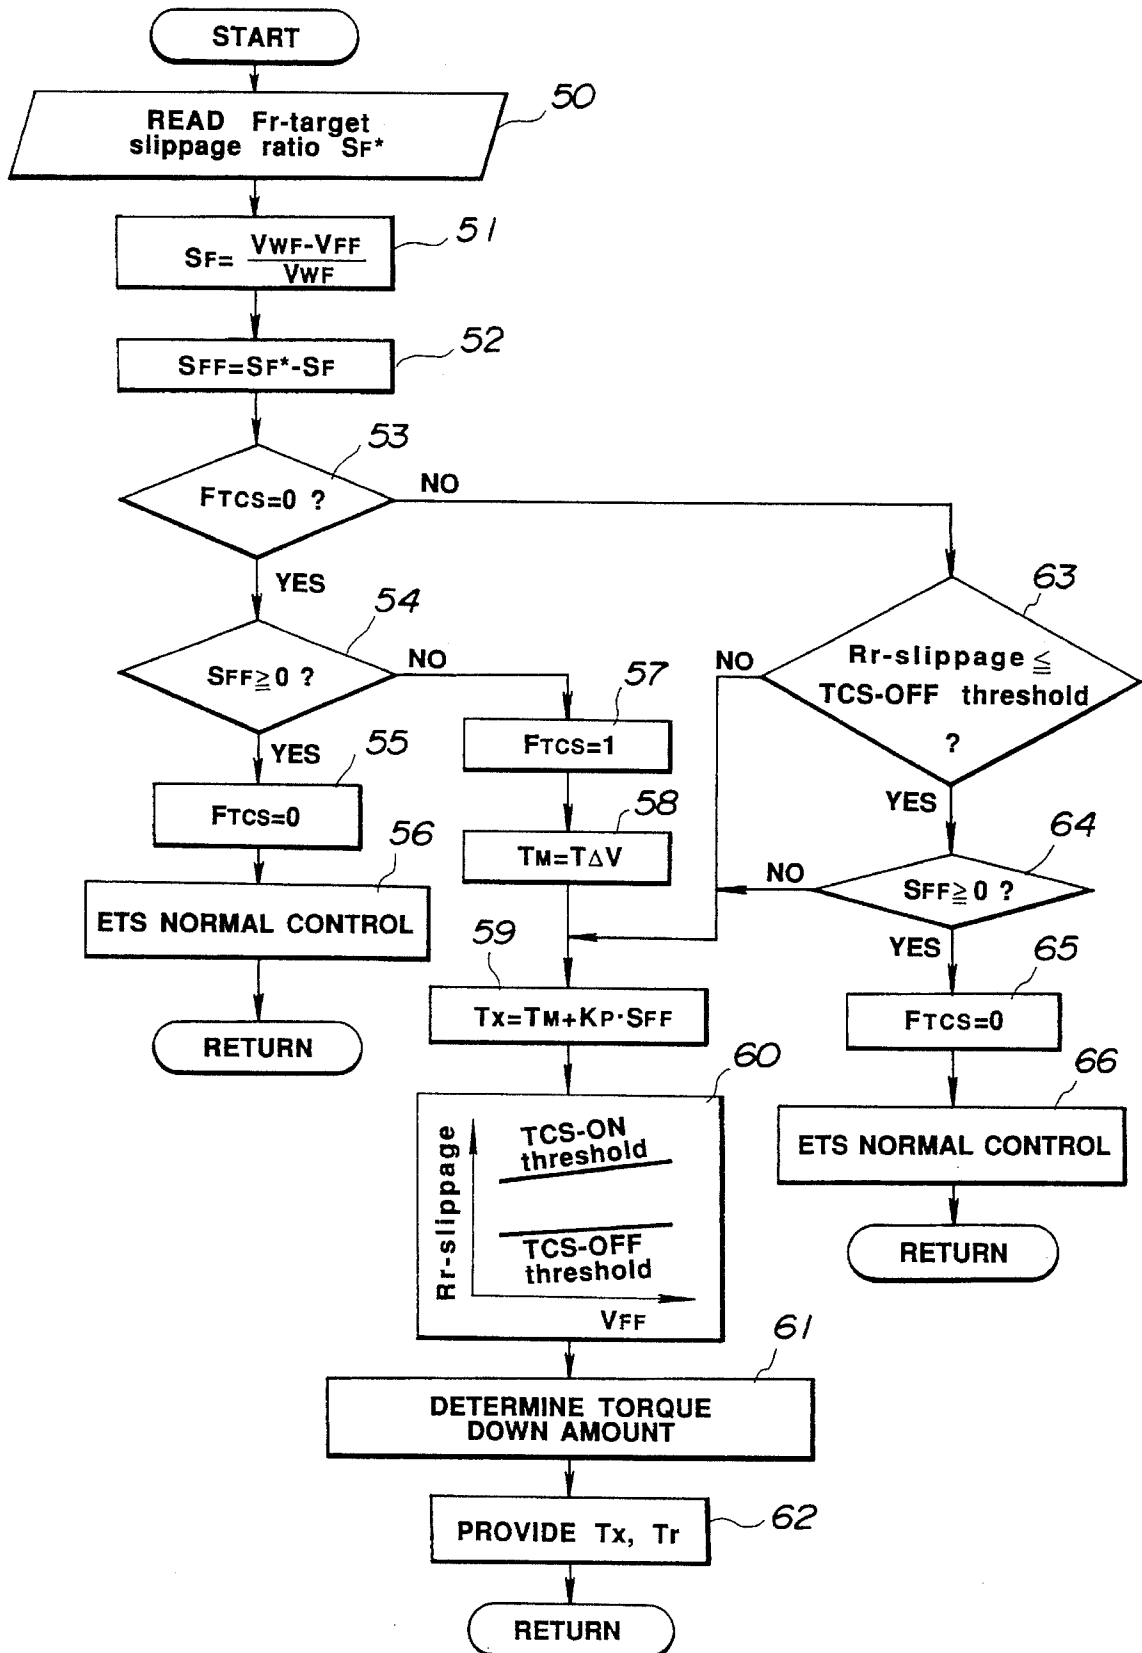 START
50
READ Fr-target
slippage ratio SF*
51
SF= VWF-VFF
VWF
52
SFF=SF*-SF
53
FTCS=0 ?
NO
YES
63
Rr-slippage ≦
TCS-OFF threshold
?
NO
YES
54
SFF≧0 ?
NO
YES
57
FTCS=1
55
FTCS=0
58
TM=TΔV
64
SFF≧0 ?
NO
YES
56
ETS NORMAL CONTROL
59
TX=TM+KP·SFF
65
FTCS=0
RETURN
60
TCS-ON
threshold
Rr-slippage
TCS-OFF
threshold
VFF
66
ETS NORMAL CONTROL
RETURN
61
DETERMINE TORQUE
DOWN AMOUNT
62
PROVIDE Tx, Tr
RETURN